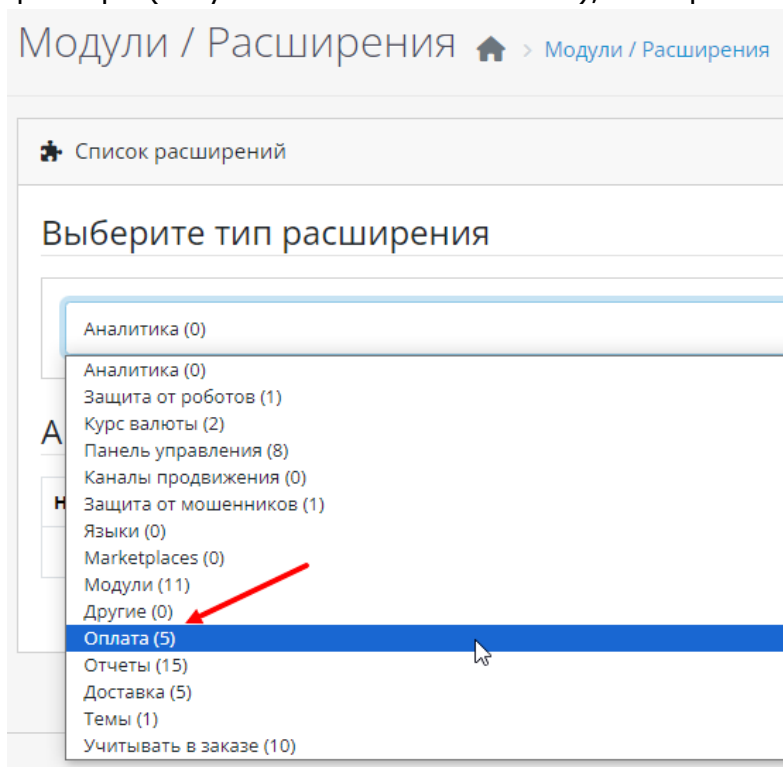 Модули / Расширения > Модули / Расширения
Список расширений
Выберите тип расширения
Аналитика (0)
Аналитика (0)
Защита от роботов (1)
Курс валюты (2)
Панель управления (8)
Каналы продвижения (0)
Защита от мошенников (1)
Языки (0)
Marketplaces (0)
Модули (11)
Другие (0)
Оплата (5)
Отчеты (15)
Доставка (5)
Темы (1)
Учитывать в заказе (10)